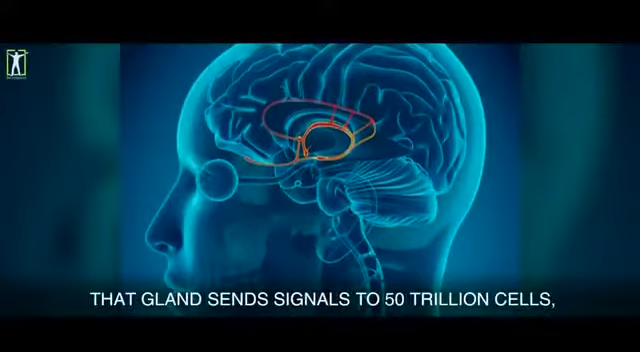 THAT GLAND SENDS SIGNALS TO 50 TRILLION CELLS,